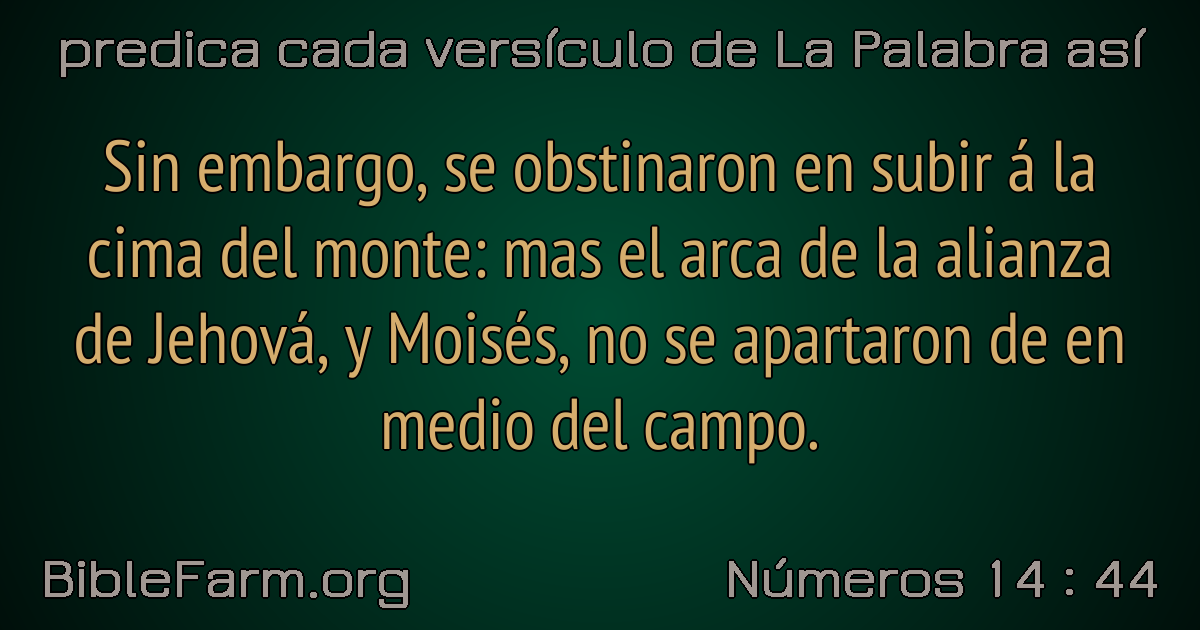 predica cada versículo de La Palabra así
Sin embargo, se obstinaron en subir á la
cima del monte: mas el arca de la alianza
de Jehová, y Moisés, no se apartaron de en
medio del campo.
BibleFarm.org
Números 14 : 44